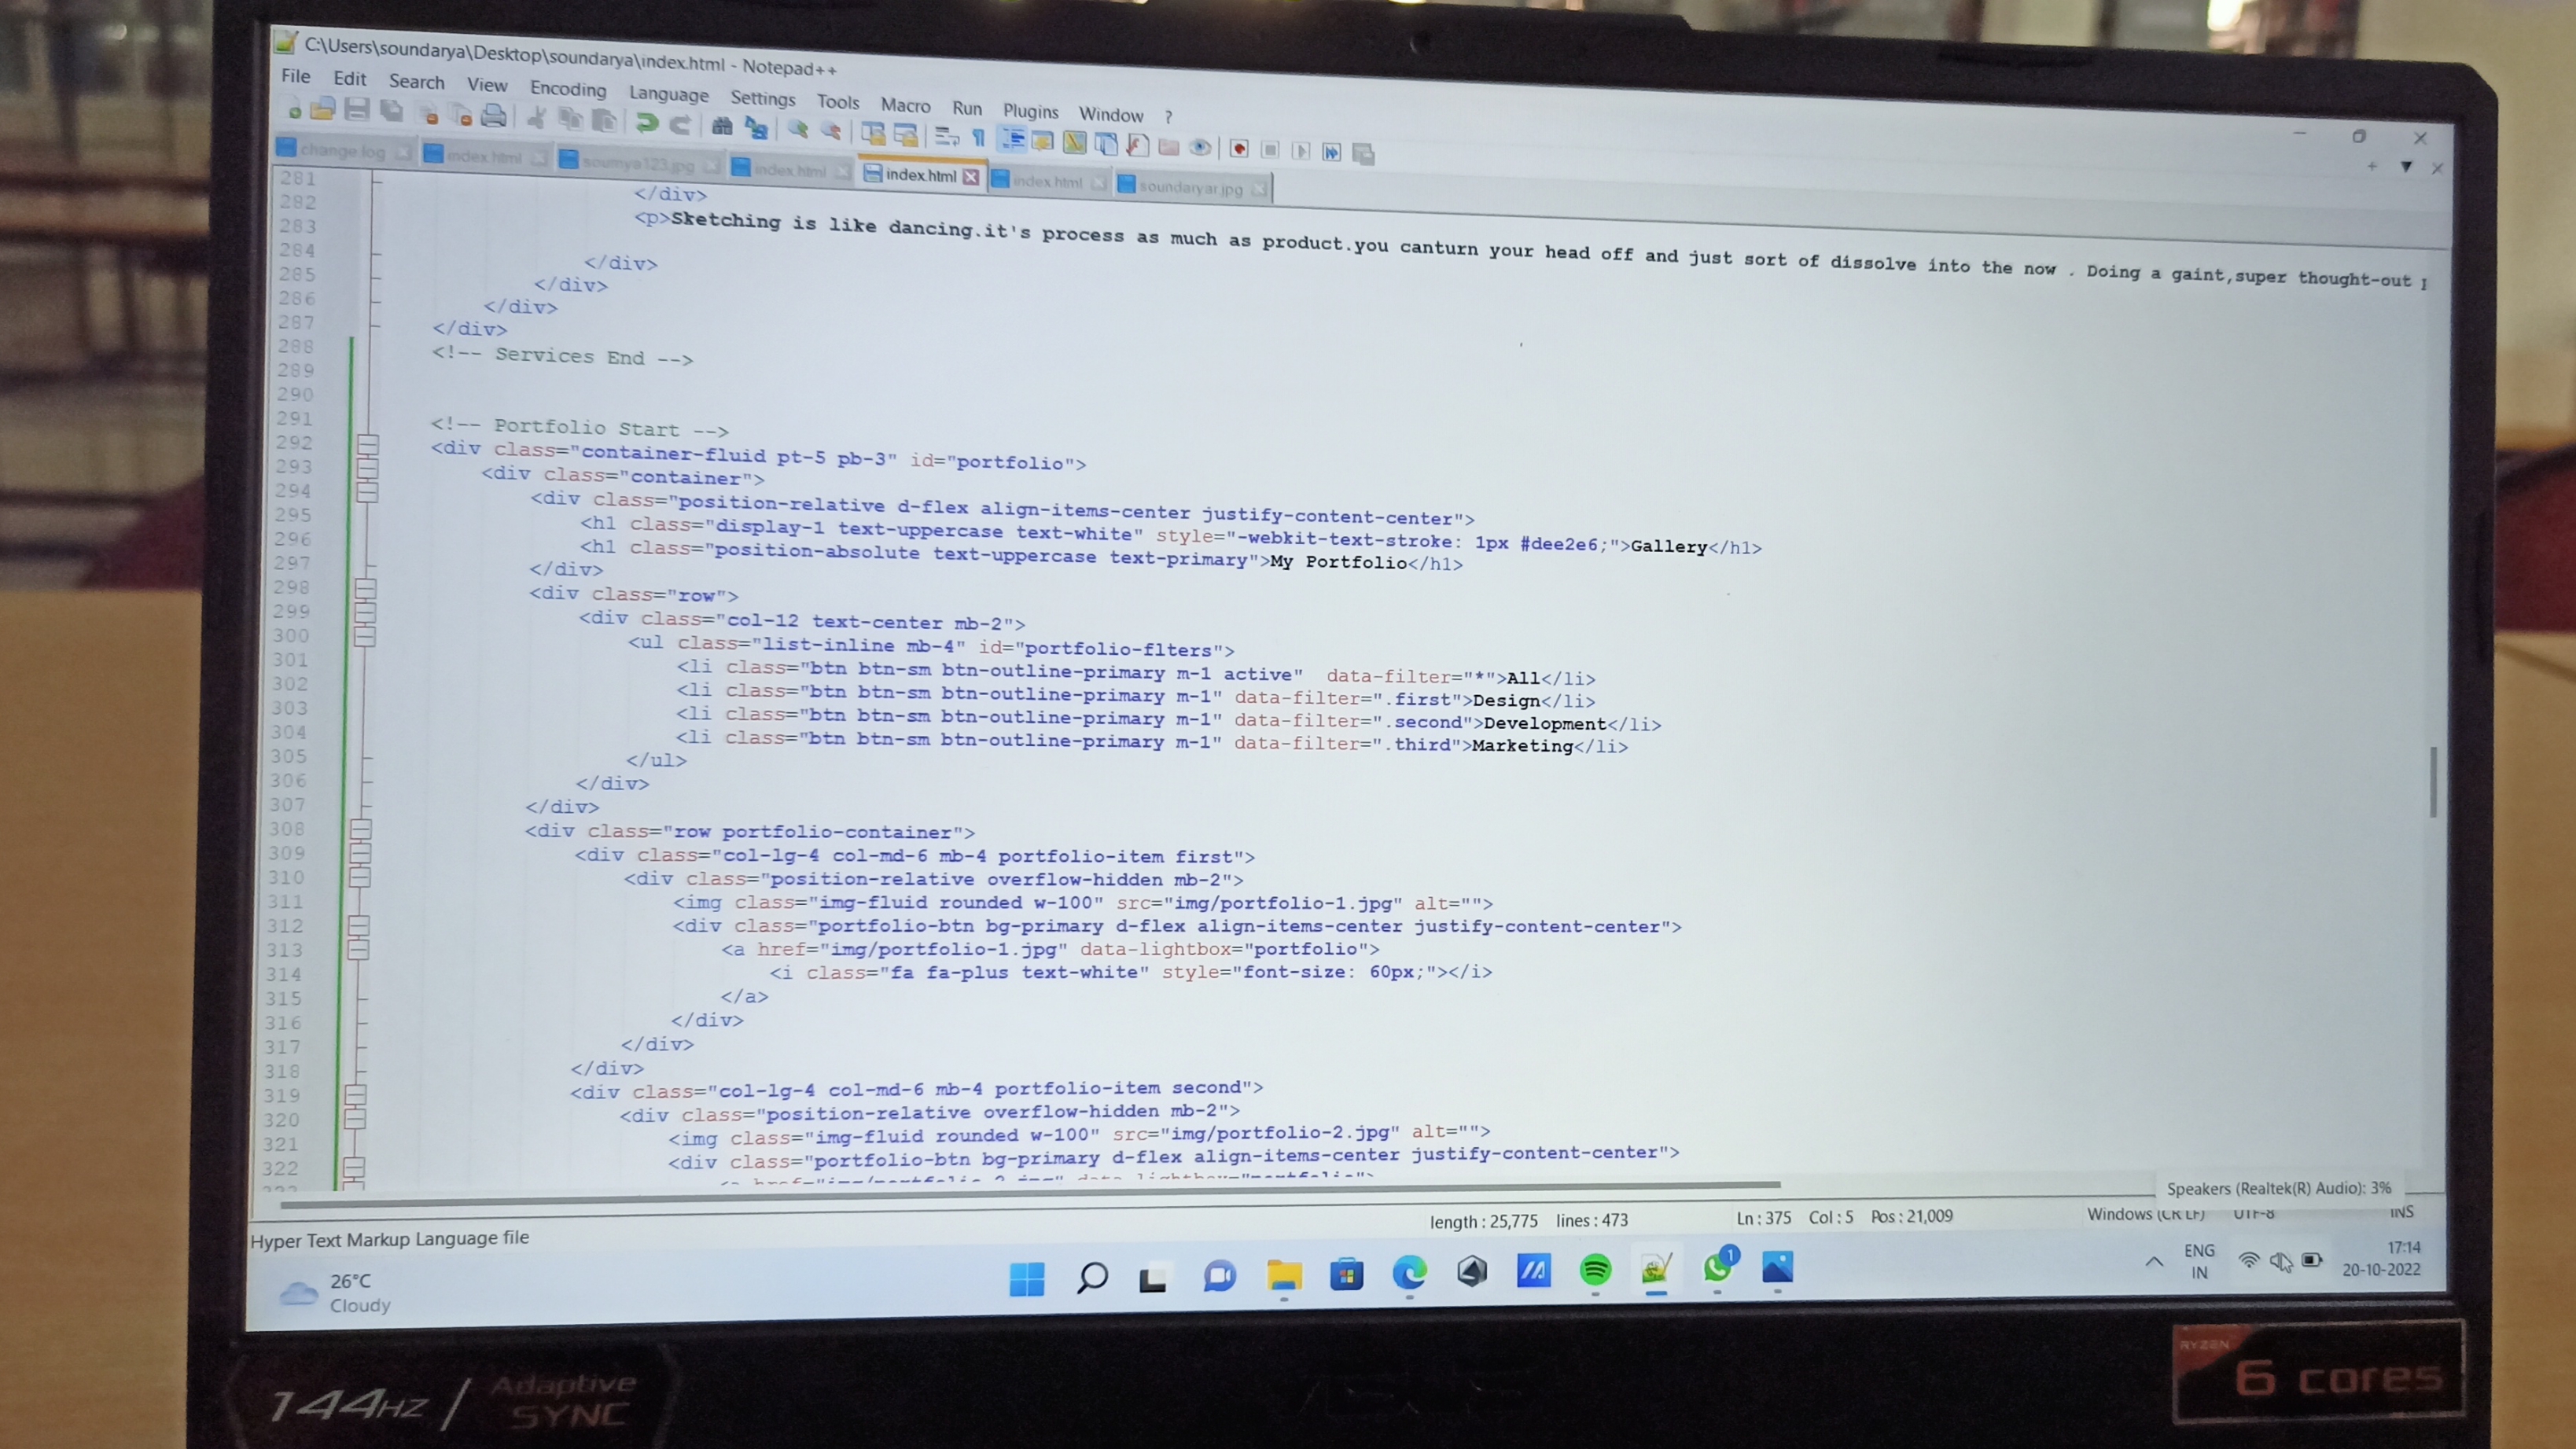 C:\Users\soundarya\Desktop\soundarya\index.html - Notepad++
File Edit Search View Encoding Language Settings Tools Macro Run Plugins Window ?
change.log index.html soumya123.jpg index.html index.html index.html soundaryar.jpg
281 </div>
282 <p>Sketching is like dancing.it's process as much as product.you canturn your head off and just sort of dissolve into the now . Doing a gaint,super thought-out
283
284 </div>
285 </div>
286 </div>
287 </div>
288 <!-- Services End -->
289
290
291 <!-- Portfolio Start -->
292 <div class="container-fluid pt-5 pb-3" id="portfolio">
293 <div class="container">
294 <div class="position-relative d-flex align-items-center justify-content-center">
295 <h1 class="display-1 text-uppercase text-white" style="-webkit-text-stroke: 1px #dee2e6;">Gallery</h1>
296 <h1 class="position-absolute text-uppercase text-primary">My Portfolio</h1>
297 </div>
298 <div class="row">
299 <div class="col-12 text-center mb-2">
300 <ul class="list-inline mb-4" id="portfolio-flters">
301 <li class="btn btn-sm btn-outline-primary m-1 active"  data-filter="*">All</li>
302 <li class="btn btn-sm btn-outline-primary m-1" data-filter=".first">Design</li>
303 <li class="btn btn-sm btn-outline-primary m-1" data-filter=".second">Development</li>
304 <li class="btn btn-sm btn-outline-primary m-1" data-filter=".third">Marketing</li>
305 </ul>
306 </div>
307 </div>
308 <div class="row portfolio-container">
309 <div class="col-lg-4 col-md-6 mb-4 portfolio-item first">
310 <div class="position-relative overflow-hidden mb-2">
311 <img class="img-fluid rounded w-100" src="img/portfolio-1.jpg" alt="">
312 <div class="portfolio-btn bg-primary d-flex align-items-center justify-content-center">
313 <a href="img/portfolio-1.jpg" data-lightbox="portfolio">
314 <i class="fa fa-plus text-white" style="font-size: 60px;"></i>
315 </a>
316 </div>
317 </div>
318 </div>
319 <div class="col-lg-4 col-md-6 mb-4 portfolio-item second">
320 <div class="position-relative overflow-hidden mb-2">
321 <img class="img-fluid rounded w-100" src="img/portfolio-2.jpg" alt="">
322 <div class="portfolio-btn bg-primary d-flex align-items-center justify-content-center">
Speakers (Realtek(R) Audio): 3%
Hyper Text Markup Language file length : 25,775 lines : 473 Ln : 375 Col : 5 Pos : 21,009 Windows (CR LF) UTF-8 INS
26°C
Cloudy
1
ENG
IN
17:14
20-10-2022
144HZ / Adaptive
SYNC
RYZEN
6 cores